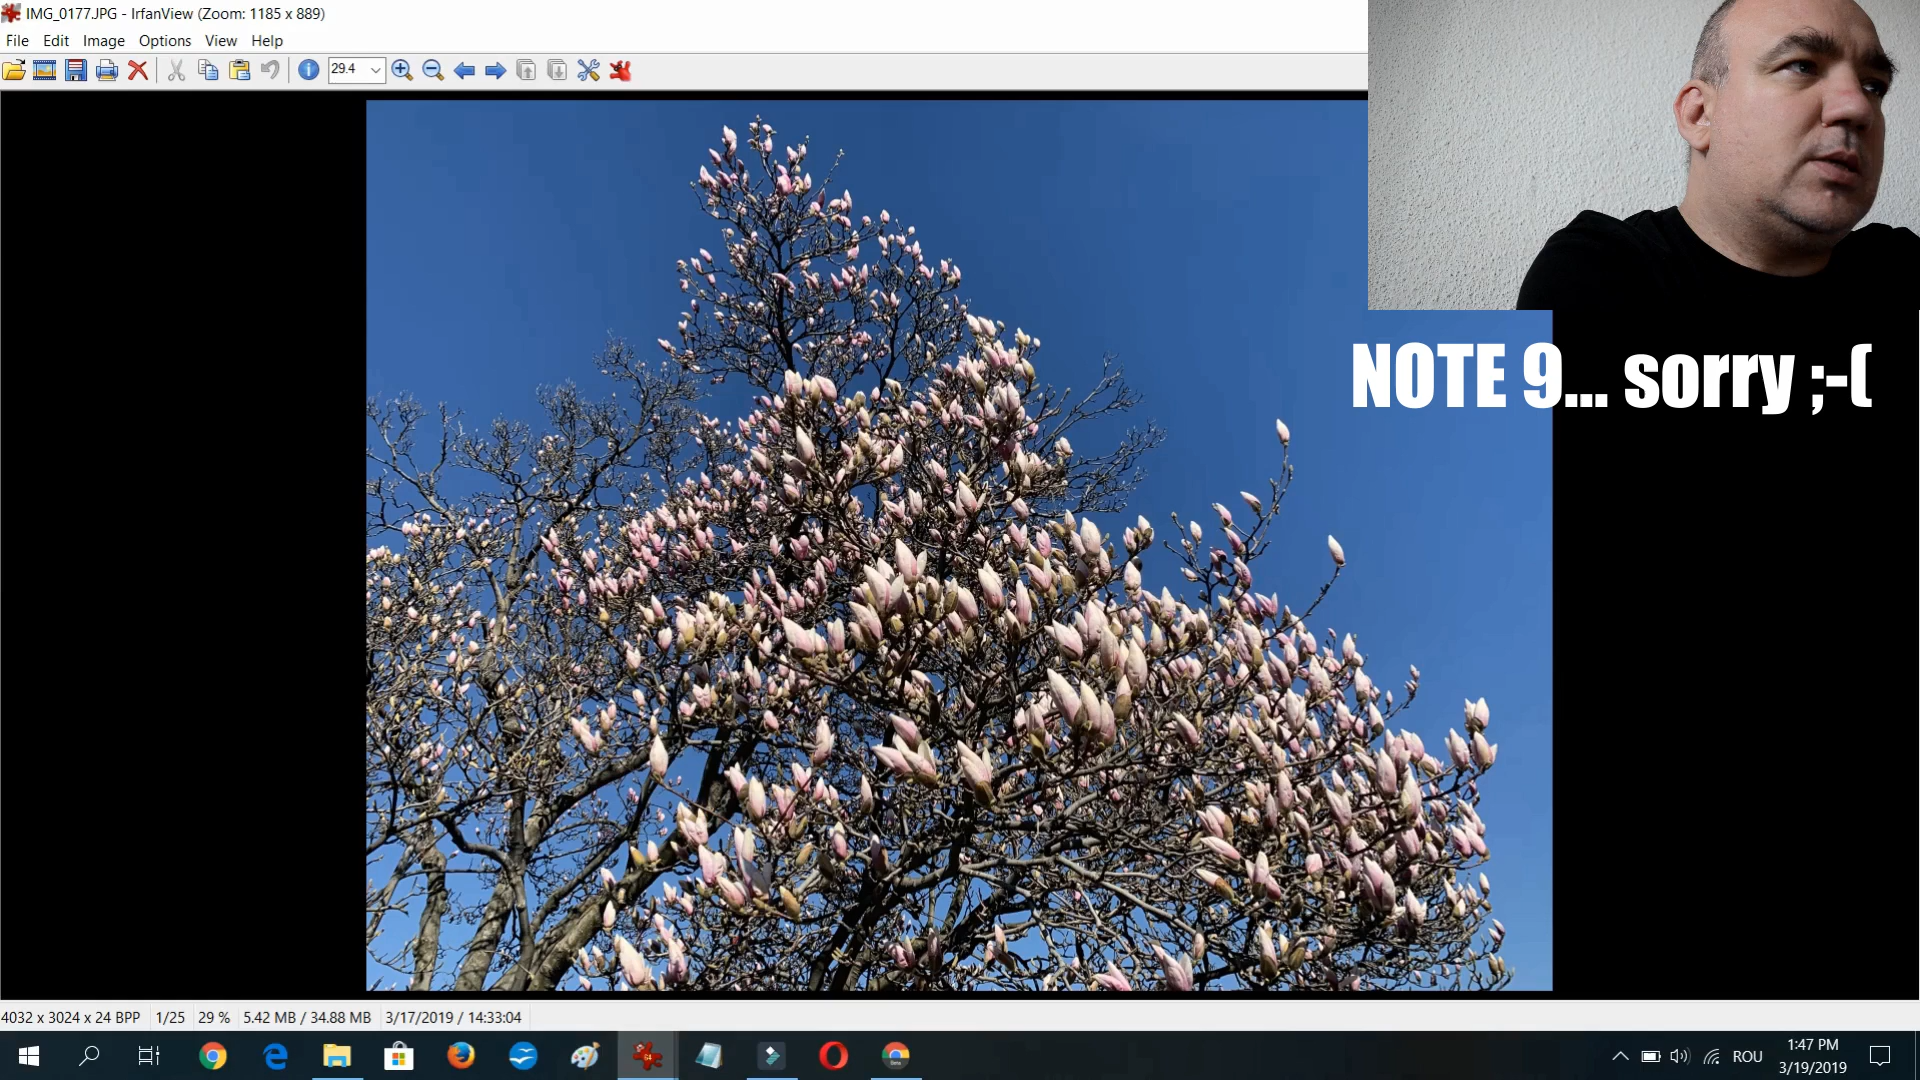 IMG_0177.JPG - IrfanView (Zoom: 1185 x 889)
File Edit Image Options View Help
29.4
NOTE 9... sorry ;-(
4032 x 3024 x 24 BPP 1/25 29 % 5.42 MB / 34.88 MB 3/17/2019 / 14:33:04
ROU
1:47 PM
3/19/2019